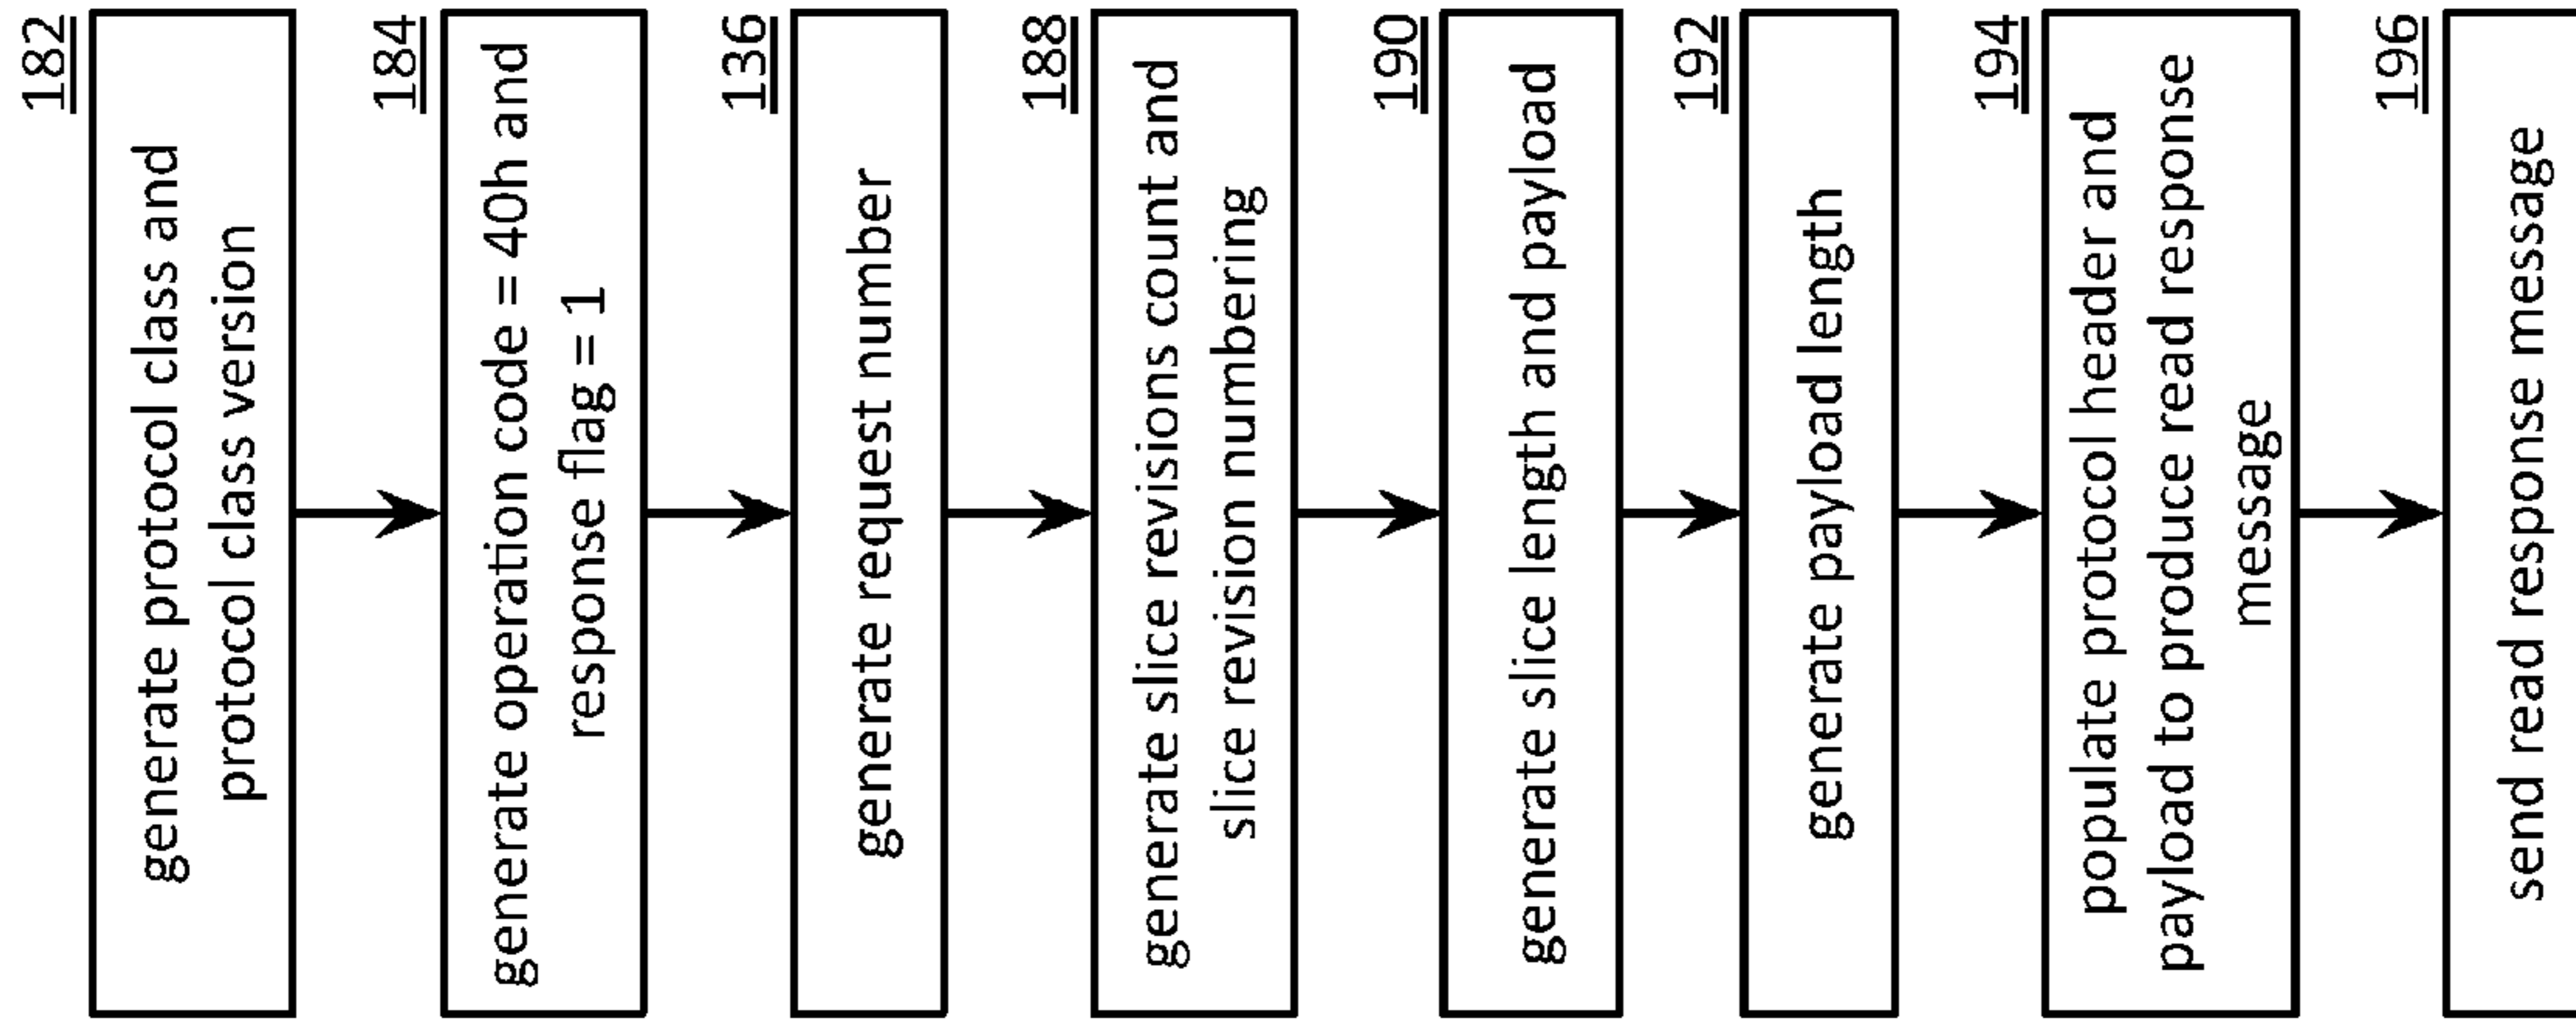 182
generate protocol class and
protocol class version
184
generate operation code = 40h and
response flag = 1
136
generate request number
188
generate slice revisions count and
slice revision numbering
190
generate slice length and payload
192
generate payload length
194
populate protocol header and
payload to produce read response
message
196
send read response message